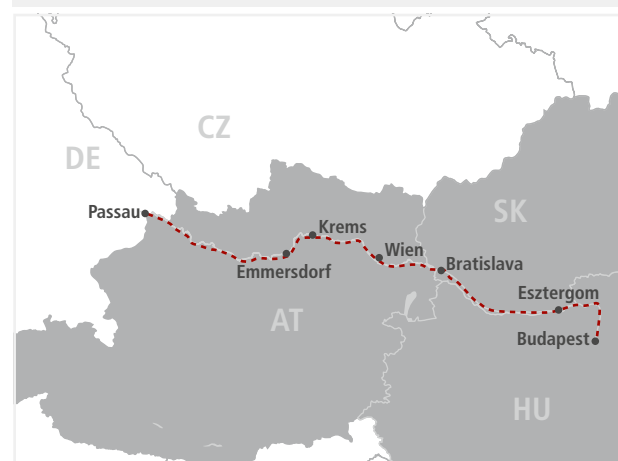 CZ
DE
Passau
SK
Krems
Wien
Bratislava
Emmersdorf
Esztergom
AT
Budapest
HU